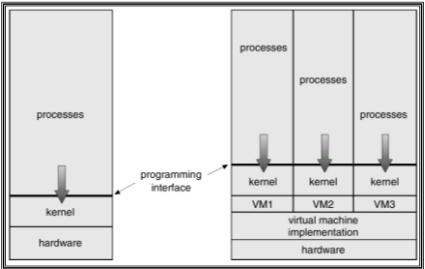 processes
kernel
hardware
programming
interface
processes
processes
processes
kernel kernel kernel
VM1 VM2 VM3
virtual machine
implementation
hardware